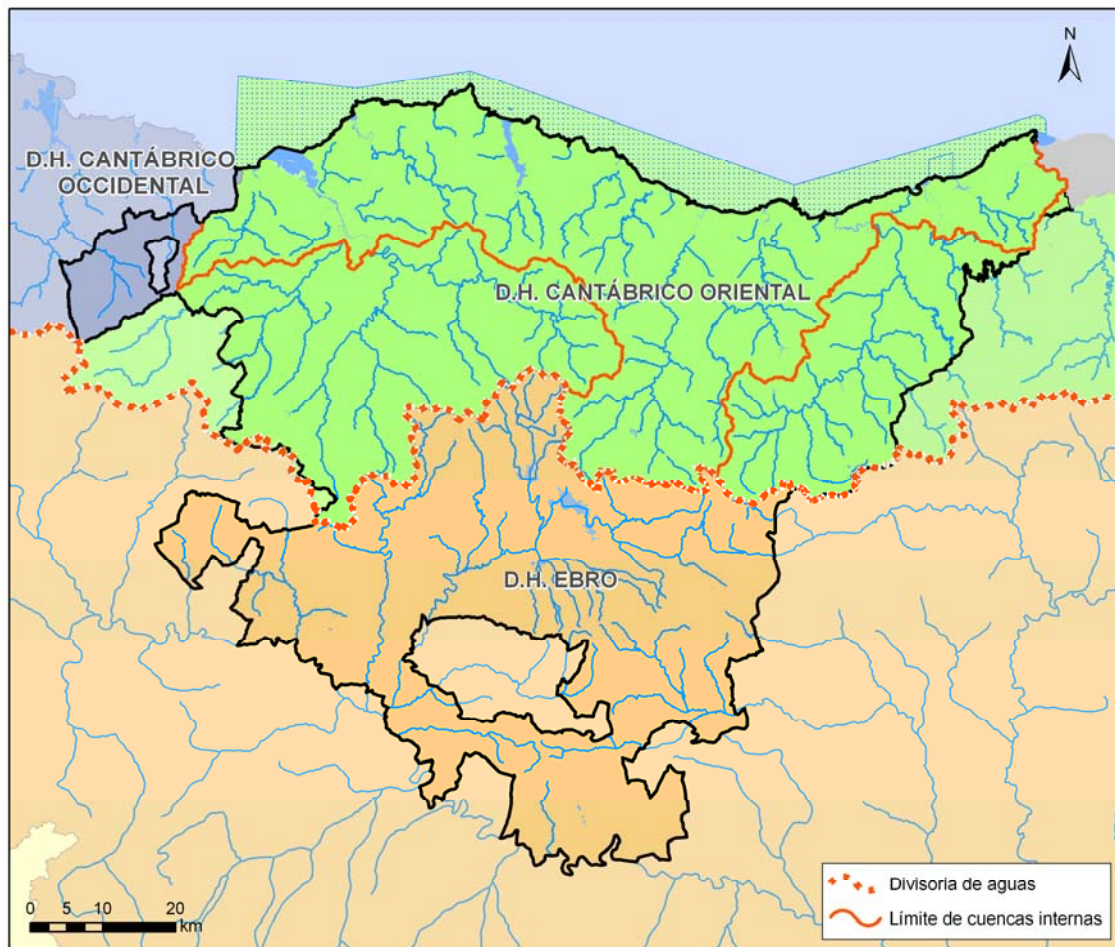 N
D.H. CANTÁBRICO
OCCIDENTAL
D.H. CANTÁBRICO ORIENTAL
D.H. EBRO
Divisoria de aguas
Límite de cuencas internas
0 5 10 20
km